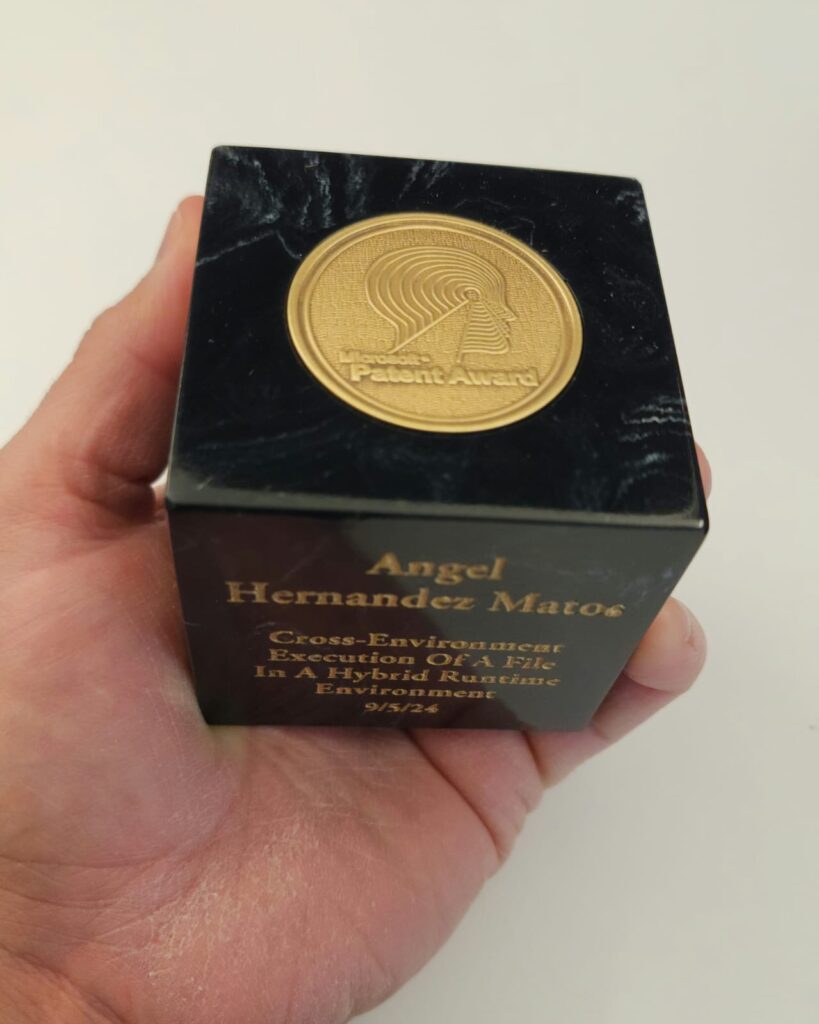 Microsoft®
Patent Award
Angel
Hernandez Matos
Cross-Environment
Execution Of A File
In A Hybrid Runtime
Environment
9/5/24